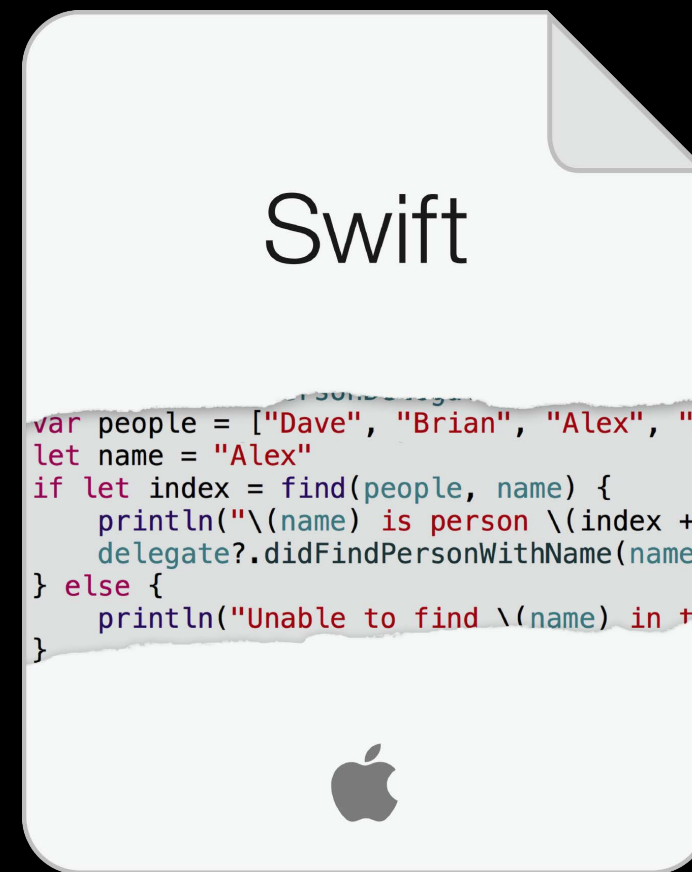 Swift
var people = ["Dave", "Brian", "Alex", "
let name = "Alex"
if let index = find(people, name) {
    println("\(name) is person \(index +
    delegate?.didFindPersonWithName(name
} else {
    println("Unable to find \(name) in t
}